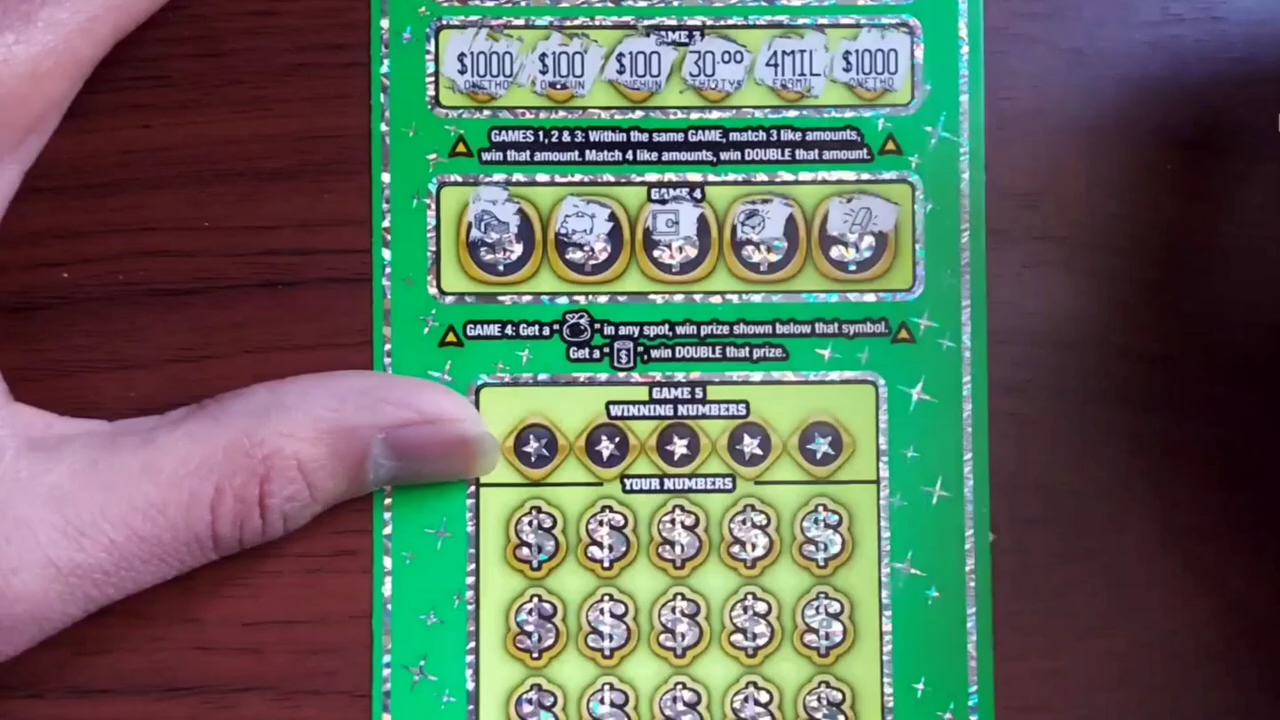 GAME 3
$1000 $100 $100 30.00 4MIL $1000
ONETHO THIRTY$ ONETHO
GAMES 1, 2 & 3: Within the same GAME, match 3 like amounts,
win that amount. Match 4 like amounts, win DOUBLE that amount.
GAME 4
GAME 4: Get a " " in any spot, win prize shown below that symbol.
Get a " $ ", win DOUBLE that prize.
GAME 5
WINNING NUMBERS
YOUR NUMBERS
$ $ $ $ $
$ $ $ $ $
$ $ $ $ $